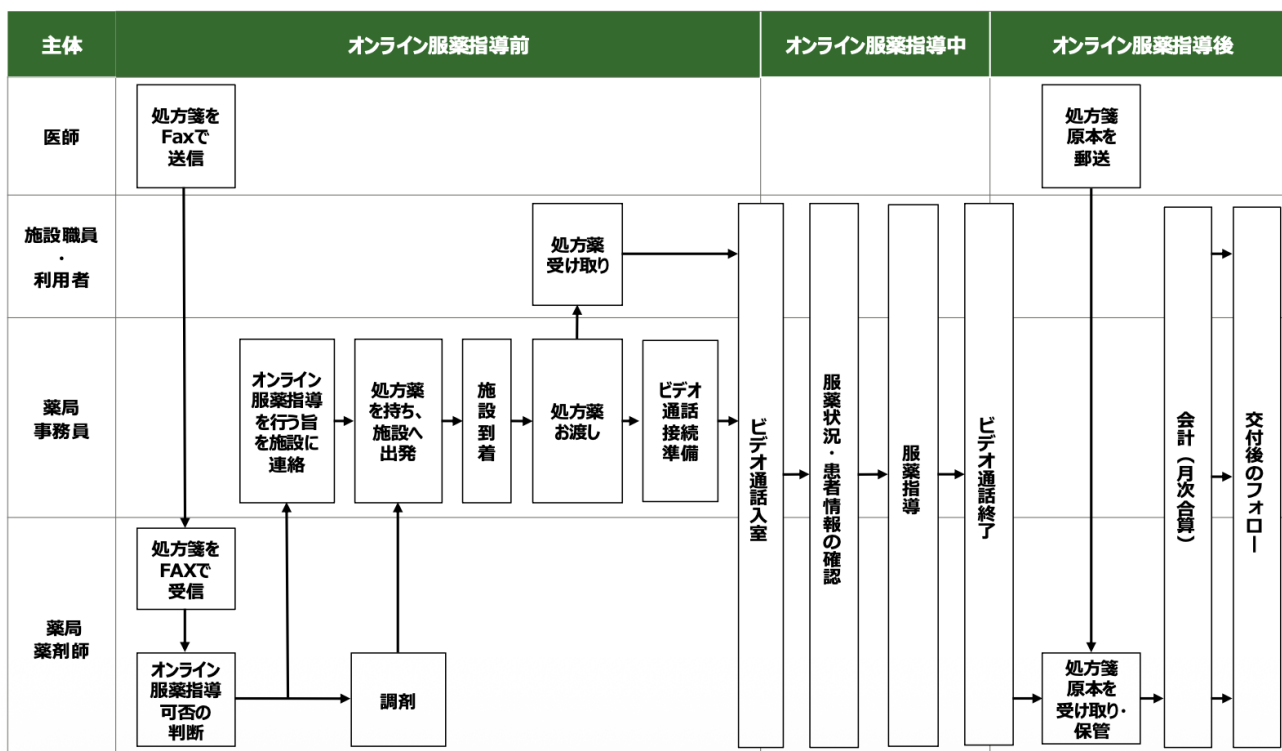 主体
オンライン服薬指導前
オンライン服薬指導中
オンライン服薬指導後
医師
処方箋を
Faxで
送信
処方箋
原本を
郵送
施設職員
・
利用者
処方薬
受け取り
薬局
事務員
オンライン
服薬指導
を行う旨
を施設に
連絡
処方薬
を持ち、
施設へ
出発
施設到着
処方薬
お渡し
ビデオ
通話
接続
準備
ビデオ通話入室
服薬状況・患者情報の確認
服薬指導
ビデオ通話終了
会計（月次合算）
交付後のフォロー
薬局
薬剤師
処方箋を
FAXで
受信
オンライン
服薬指導
可否の
判断
調剤
処方箋
原本を
受け取り・
保管